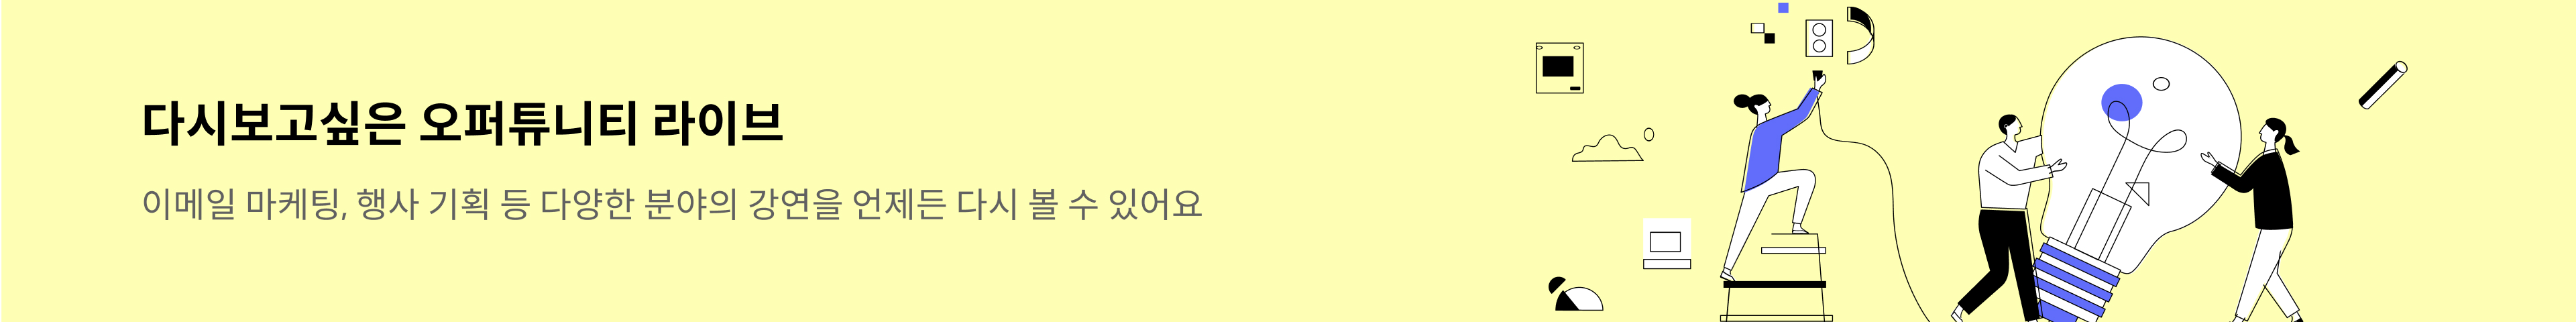 다시보고싶은 오퍼튜니티 라이브
이메일 마케팅, 행사 기획 등 다양한 분야의 강연을 언제든 다시 볼 수 있어요